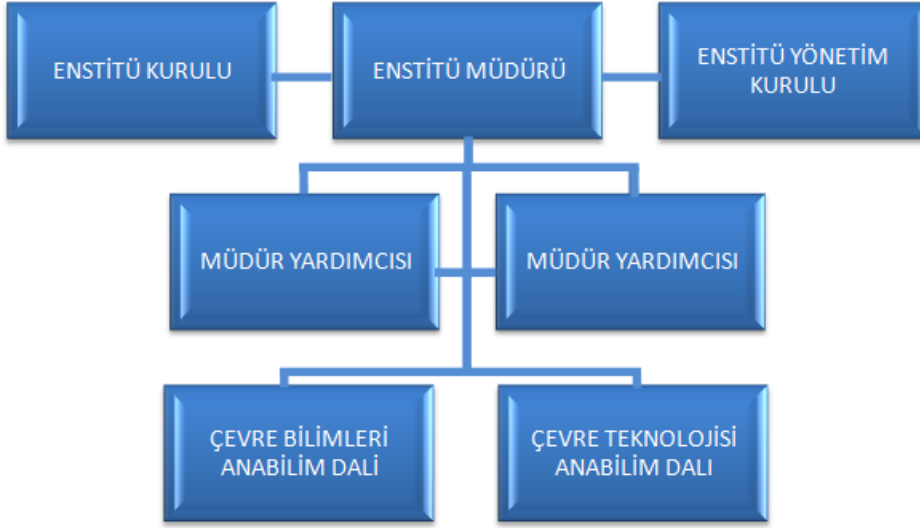 ENSTİTÜ KURULU
ENSTİTÜ MÜDÜRÜ
ENSTİTÜ YÖNETİM
KURULU
MÜDÜR YARDIMCISI
MÜDÜR YARDIMCISI
ÇEVRE BİLİMLERİ
ANABİLİM DALİ
ÇEVRE TEKNOLOJİSİ
ANABİLİM DALI